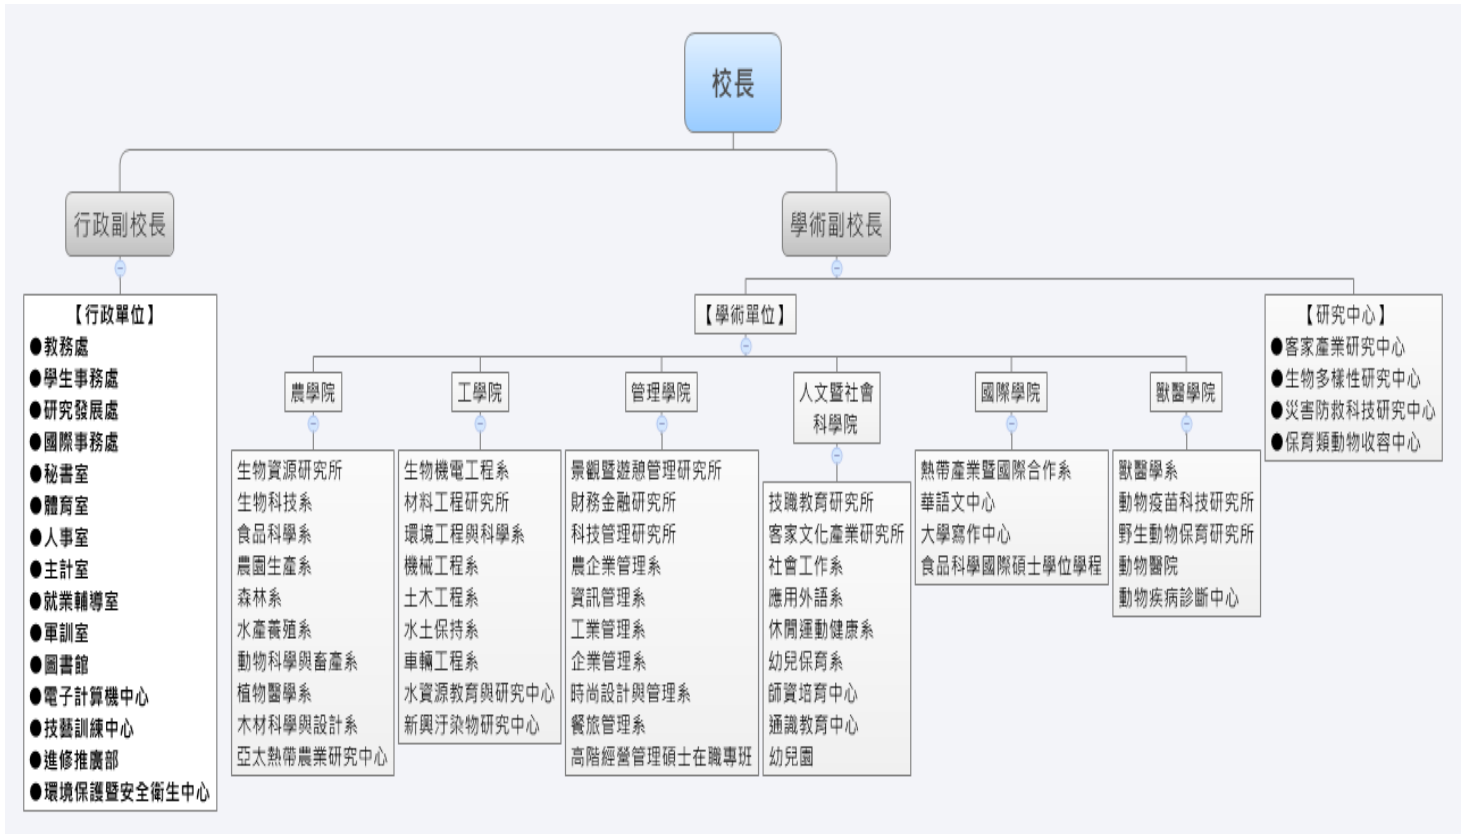 校長
行政副校長
學術副校長
【行政單位】
●教務處
●學生事務處
●研究發展處
●國際事務處
●秘書室
●體育室
●人事室
●主計室
●就業輔導室
●軍訓室
●圖書館
●電子計算機中心
●技藝訓練中心
●進修推廣部
●環境保護暨安全衛生中心
【學術單位】
農學院
生物資源研究所
生物科技系
食品科學系
農園生產系
森林系
水產養殖系
動物科學與畜產系
植物醫學系
木材科學與設計系
亞太熱帶農業研究中心
工學院
生物機電工程系
材料工程研究所
環境工程與科學系
機械工程系
土木工程系
水土保持系
車輛工程系
水資源教育與研究中心
新興汙染物研究中心
管理學院
景觀暨遊憩管理研究所
財務金融研究所
科技管理研究所
農企業管理系
資訊管理系
工業管理系
企業管理系
時尚設計與管理系
餐旅管理系
高階經營管理碩士在職專班
人文暨社會
科學院
技職教育研究所
客家文化產業研究所
社會工作系
應用外語系
休閒運動健康系
幼兒保育系
師資培育中心
通識教育中心
幼兒園
國際學院
熱帶產業暨國際合作系
華語文中心
大學寫作中心
食品科學國際碩士學位學程
獸醫學院
獸醫學系
動物疫苗科技研究所
野生動物保育研究所
動物醫院
動物疾病診斷中心
【研究中心】
●客家產業研究中心
●生物多樣性研究中心
●災害防救科技研究中心
●保育類動物收容中心